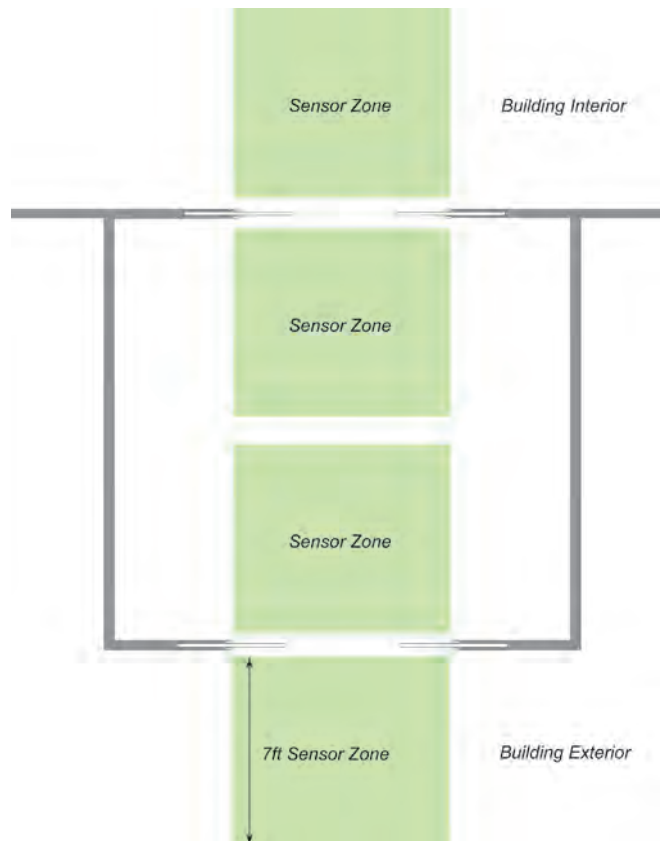 Sensor Zone
Building Interior
Sensor Zone
Sensor Zone
7ft Sensor Zone
Building Exterior